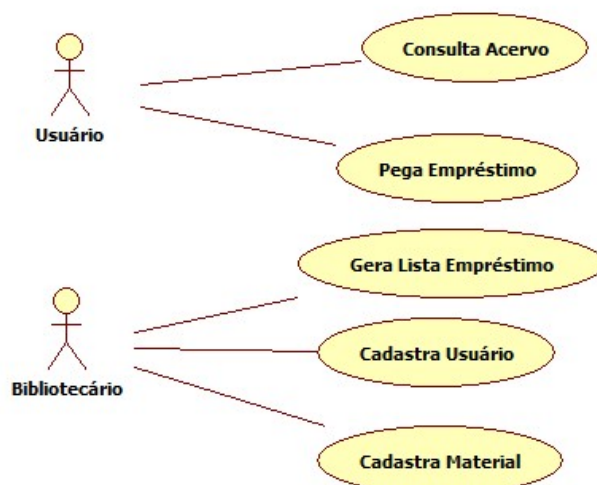 Consulta Acervo
Usuário
Pega Empréstimo
Gera Lista Empréstimo
Cadastra Usuário
Bibliotecário
Cadastra Material